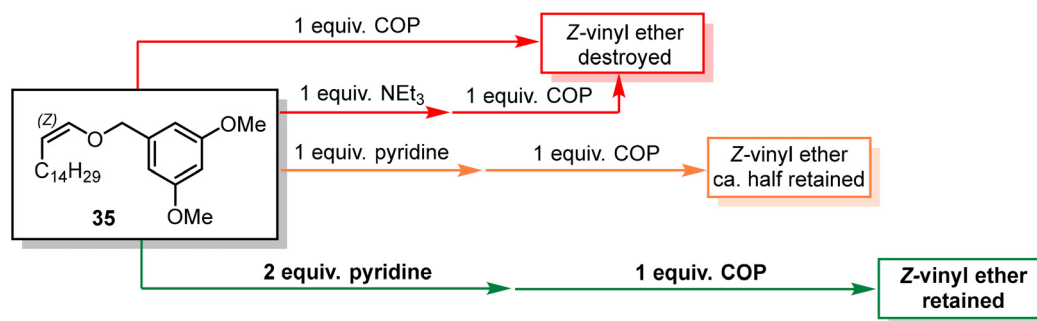 1 equiv. COP
Z-vinyl ether
destroyed
1 equiv. NEt3
1 equiv. COP
(Z)
O
OMe
C14H29
OMe
35
1 equiv. pyridine
1 equiv. COP
Z-vinyl ether
ca. half retained
2 equiv. pyridine
1 equiv. COP
Z-vinyl ether
retained